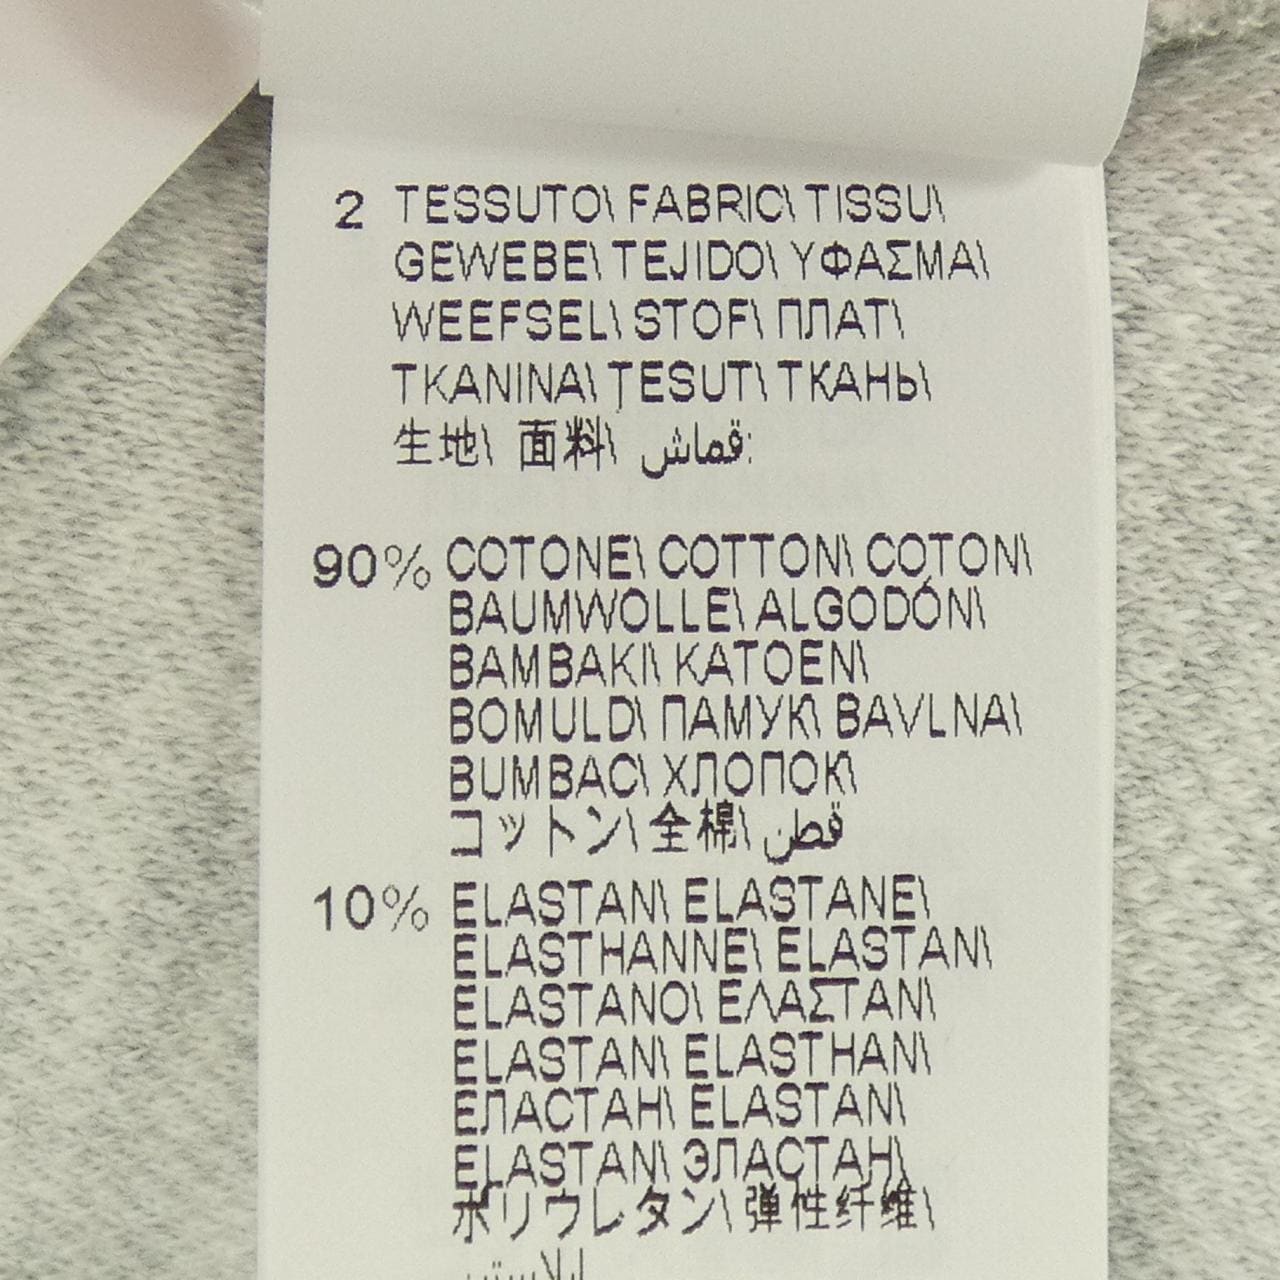 2 TESSUTO\ FABRIC\ TISSU\
GEWEBE\ TEJIDO\ ΥΦΑΣΜΑ\
WEEFSEL\ STOF\ ПЛАТ\
TKANINA\ ŢESUT\ ТКАНЬ\
生地\ 面料\ قماش:
90% COTONE\ COTTON\ COTON\
BAUMWOLLE\ ALGODÓN\
BAMBAKI\ KATOEN\
BOMULD\ ПАМУК\ BAVLNA\
BUMBAC\ ХЛОПОК\
コットン\ 全棉\ قطن
10% ELASTAN\ ELASTANE\
ELASTHANNE\ ELASTAN\
ELASTANO\ ΕΛΑΣΤΑΝ\
ELASTAN\ ELASTHAN\
ЕЛАСТАН\ ELASTAN\
ELASTAN\ ЭЛАСТАН\
ポリウレタン\ 弹性纤维\